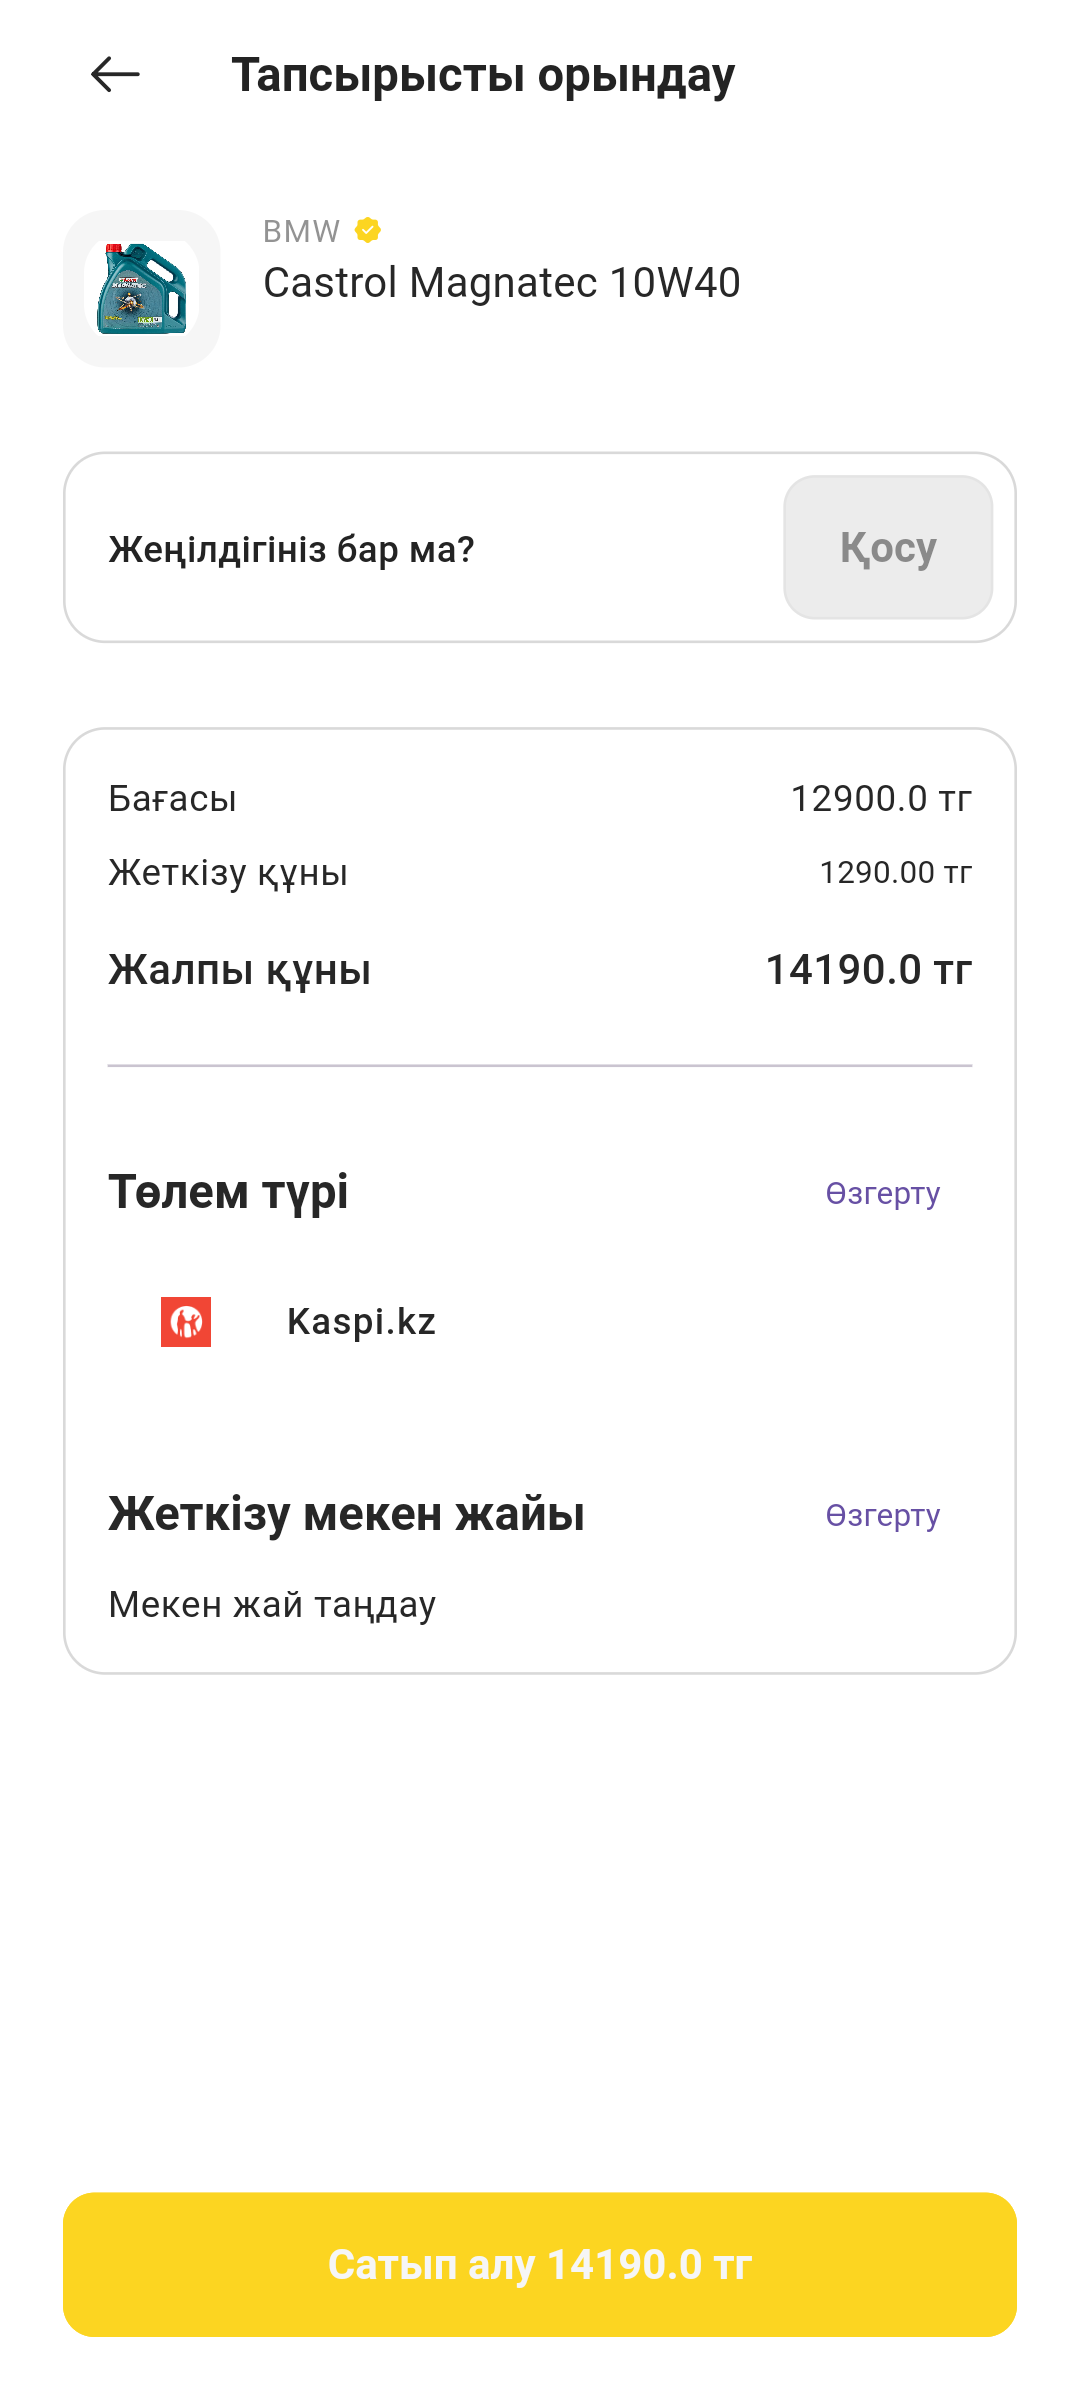 Тапсырысты орындау
BMW
Castrol Magnatec 10W40
Жеңілдігініз бар ма?
Қосу
Бағасы 12900.0 тг
Жеткізу құны 1290.00 тг
Жалпы құны 14190.0 тг
Төлем түрі Өзгерту
Kaspi.kz
Жеткізу мекен жайы Өзгерту
Мекен жай таңдау
Сатып алу 14190.0 тг